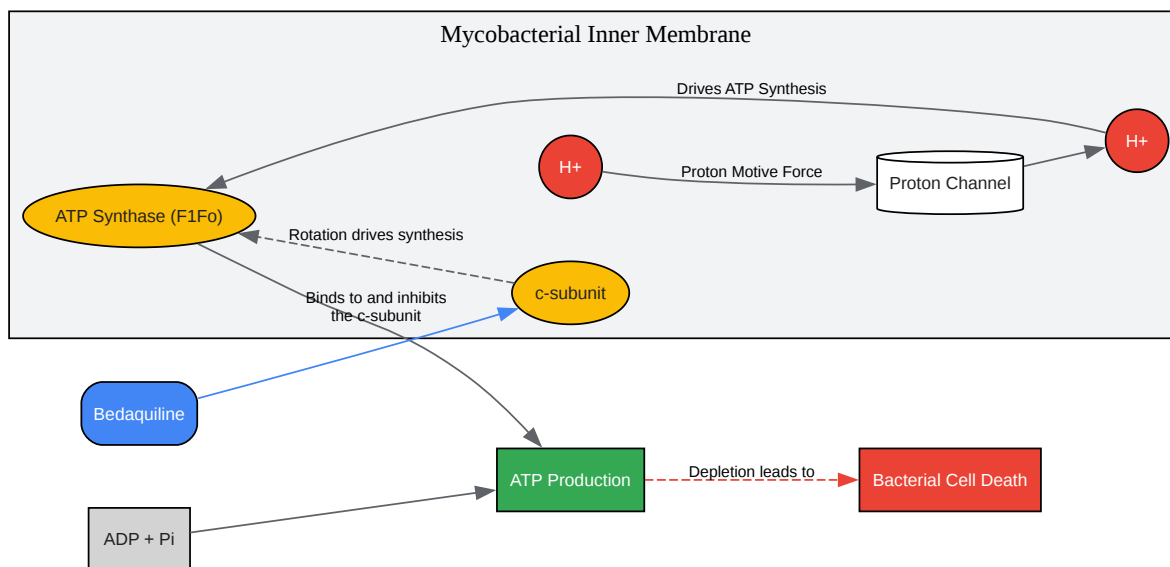 Mycobacterial Inner Membrane
Drives ATP Synthesis
H+
H+
Proton Motive Force
Proton Channel
ATP Synthase (F1Fo)
Rotation drives synthesis
c-subunit
Binds to and inhibits
the c-subunit
Bedaquiline
ATP Production
Depletion leads to
Bacterial Cell Death
ADP + Pi